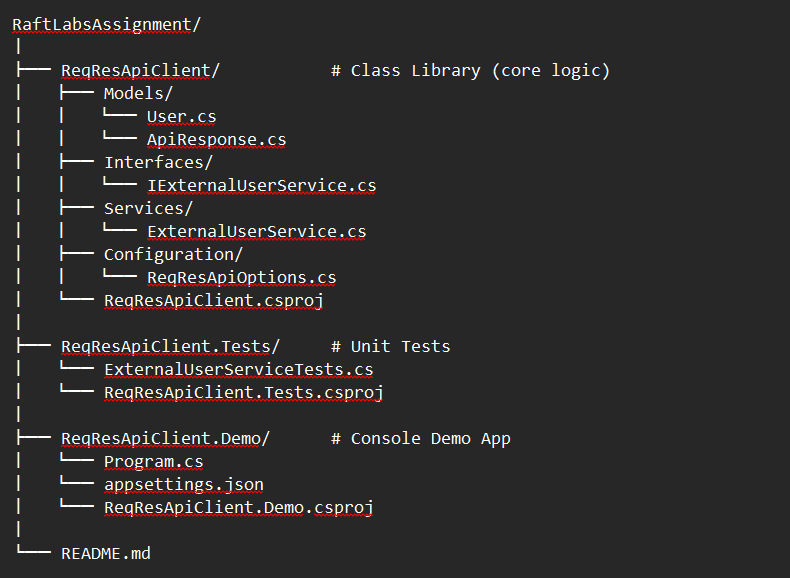 RaftLabsAssignment/
│
├── ReqResApiClient/           # Class Library (core logic)
│   ├── Models/
│   │   └── User.cs
│   │   └── ApiResponse.cs
│   ├── Interfaces/
│   │   └── IExternalUserService.cs
│   ├── Services/
│   │   └── ExternalUserService.cs
│   ├── Configuration/
│   │   └── ReqResApiOptions.cs
│   └── ReqResApiClient.csproj
│
├── ReqResApiClient.Tests/     # Unit Tests
│   └── ExternalUserServiceTests.cs
│   └── ReqResApiClient.Tests.csproj
│
├── ReqResApiClient.Demo/      # Console Demo App
│   └── Program.cs
│   └── appsettings.json
│   └── ReqResApiClient.Demo.csproj
│
└── README.md